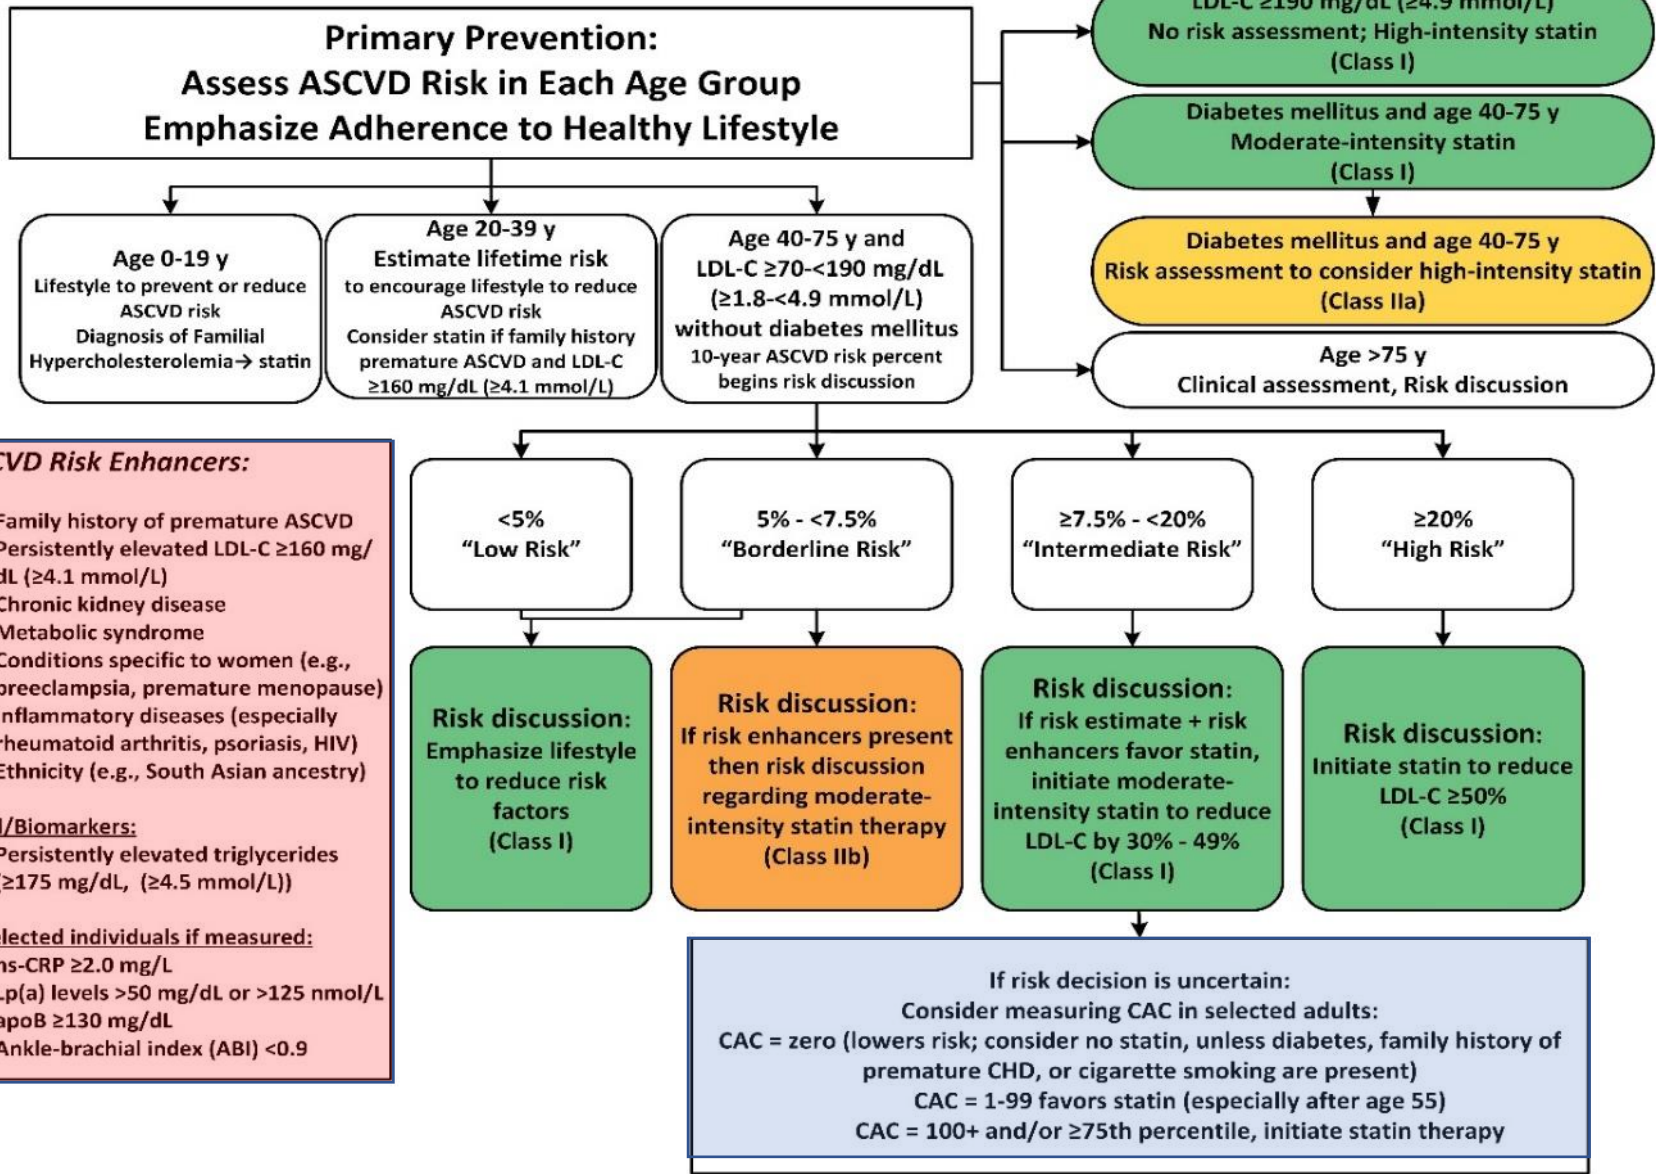 Primary Prevention:
Assess ASCVD Risk in Each Age Group
Emphasize Adherence to Healthy Lifestyle
LDL-C ≥190 mg/dL (≥4.9 mmol/L)
No risk assessment; High-intensity statin
(Class I)
Diabetes mellitus and age 40-75 y
Moderate-intensity statin
(Class I)
Diabetes mellitus and age 40-75 y
Risk assessment to consider high-intensity statin
(Class IIa)
Age >75 y
Clinical assessment, Risk discussion
Age 0-19 y
Lifestyle to prevent or reduce
ASCVD risk
Diagnosis of Familial
Hypercholesterolemia→ statin
Age 20-39 y
Estimate lifetime risk
to encourage lifestyle to reduce
ASCVD risk
Consider statin if family history
premature ASCVD and LDL-C
≥160 mg/dL (≥4.1 mmol/L)
Age 40-75 y and
LDL-C ≥70-<190 mg/dL
(≥1.8-<4.9 mmol/L)
without diabetes mellitus
10-year ASCVD risk percent
begins risk discussion
CVD Risk Enhancers:
Family history of premature ASCVD
Persistently elevated LDL-C ≥160 mg/
dL (≥4.1 mmol/L)
Chronic kidney disease
Metabolic syndrome
Conditions specific to women (e.g.,
preeclampsia, premature menopause)
Inflammatory diseases (especially
rheumatoid arthritis, psoriasis, HIV)
Ethnicity (e.g., South Asian ancestry)
/Biomarkers:
Persistently elevated triglycerides
(≥175 mg/dL, (≥4.5 mmol/L))
elected individuals if measured:
hs-CRP ≥2.0 mg/L
Lp(a) levels >50 mg/dL or >125 nmol/L
apoB ≥130 mg/dL
Ankle-brachial index (ABI) <0.9
<5%
“Low Risk”
5% - <7.5%
“Borderline Risk”
≥7.5% - <20%
“Intermediate Risk”
≥20%
“High Risk”
Risk discussion:
Emphasize lifestyle
to reduce risk
factors
(Class I)
Risk discussion:
If risk enhancers present
then risk discussion
regarding moderate-
intensity statin therapy
(Class IIb)
Risk discussion:
If risk estimate + risk
enhancers favor statin,
initiate moderate-
intensity statin to reduce
LDL-C by 30% - 49%
(Class I)
Risk discussion:
Initiate statin to reduce
LDL-C ≥50%
(Class I)
If risk decision is uncertain:
Consider measuring CAC in selected adults:
CAC = zero (lowers risk; consider no statin, unless diabetes, family history of
premature CHD, or cigarette smoking are present)
CAC = 1-99 favors statin (especially after age 55)
CAC = 100+ and/or ≥75th percentile, initiate statin therapy